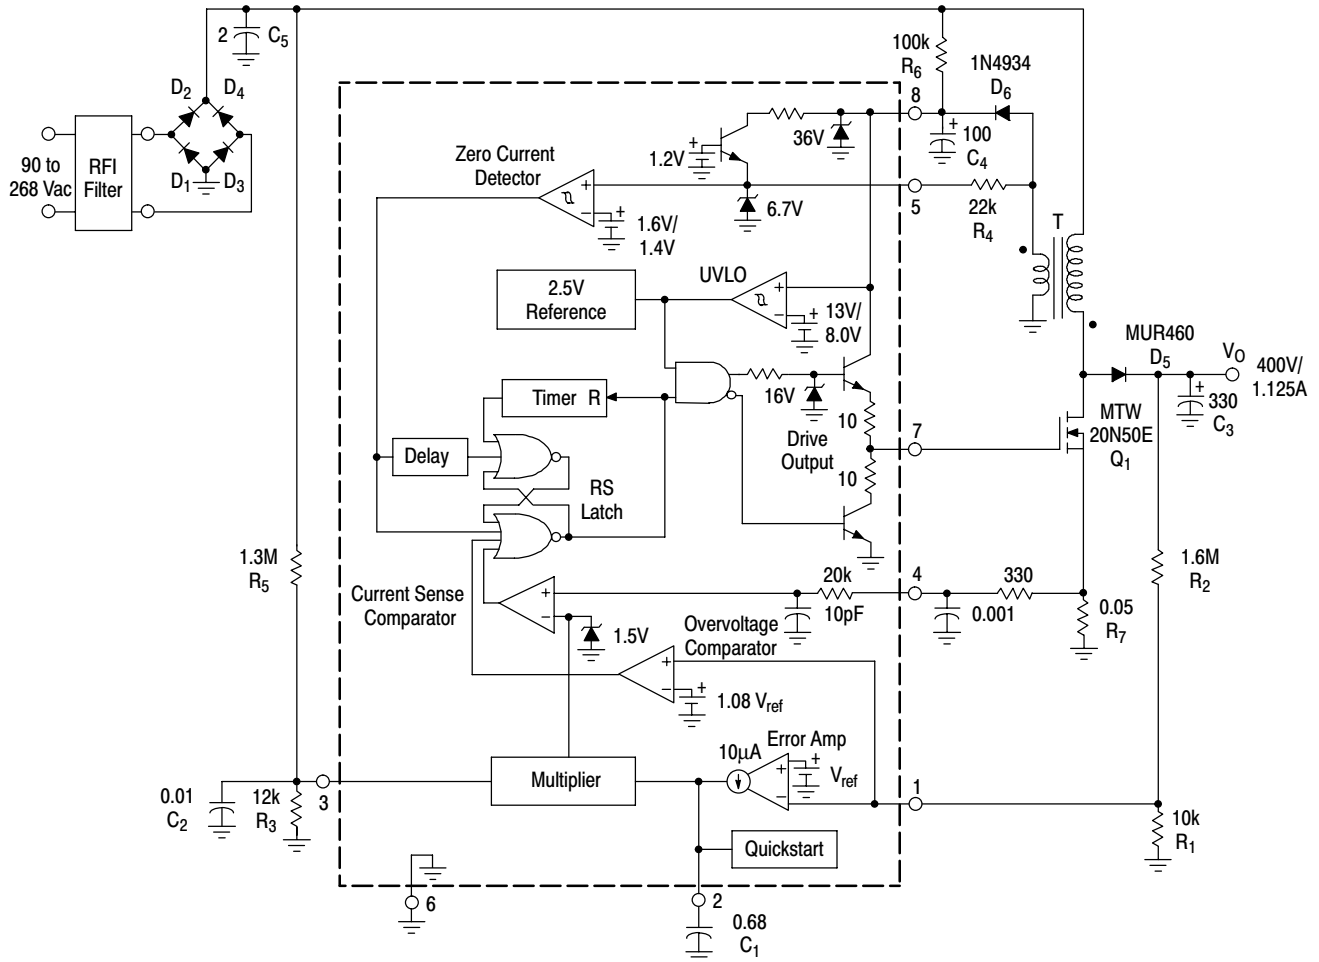 2
C5
100k
R6
1N4934
D6
D2
D4
8
36V
100
C4
1.2V
Zero Current
Detector
90 to
268 Vac
RFI
Filter
D1
D3
5
6.7V
22k
R4
1.6V/
1.4V
T
2.5V
Reference
UVLO
13V/
8.0V
MUR460
D5
VO
400V/
1.125A
Timer R
16V
10
330
C3
MTW
20N50E
Q1
Drive
Output
7
Delay
10
RS
Latch
1.3M
R5
1.6M
R2
20k
4
330
Current Sense
Comparator
10pF
0.001
0.05
R7
1.5V
Overvoltage
Comparator
1.08 Vref
Error Amp
10μA
Vref
Multiplier
1
0.01
C2
12k
R3
3
10k
R1
Quickstart
6
2
0.68
C1